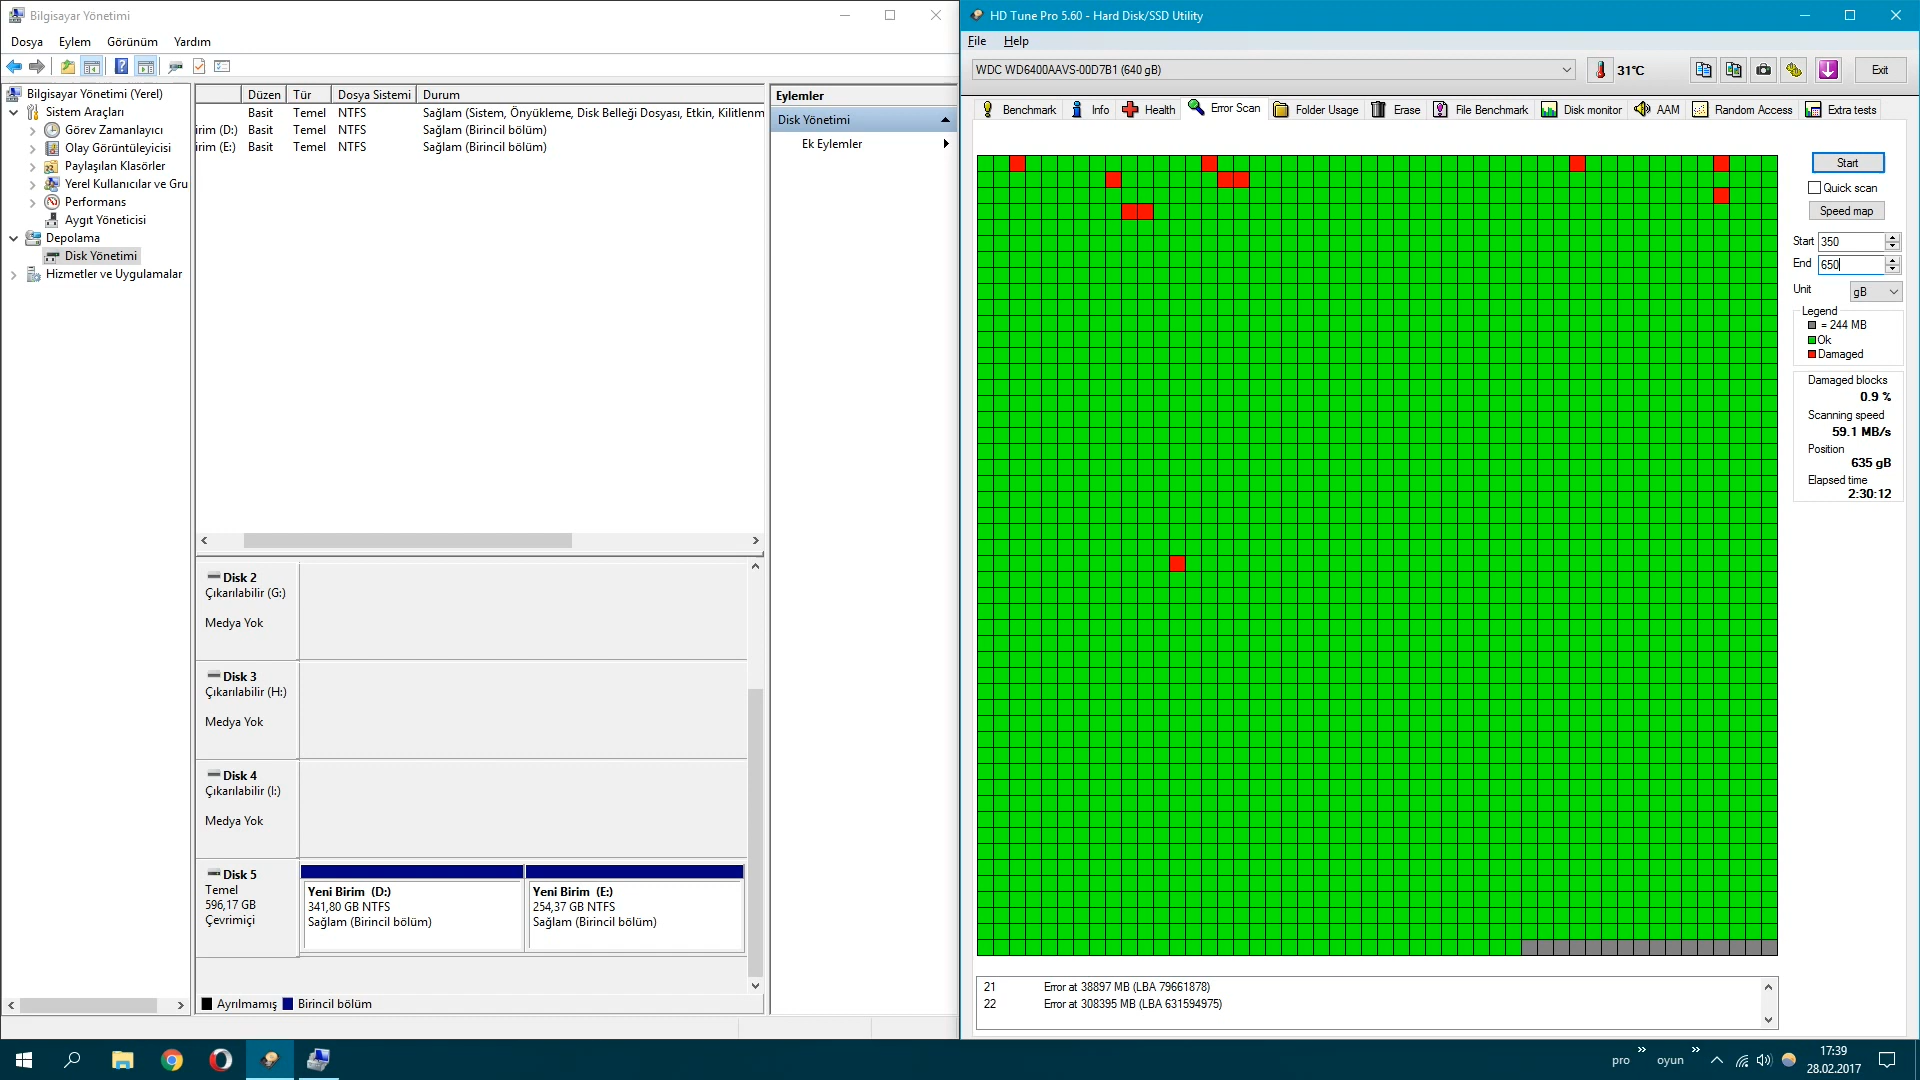 Bilgisayar Yönetimi
Dosya Eylem Görünüm Yardım
Bilgisayar Yönetimi (Yerel)
Sistem Araçları
Görev Zamanlayıcı
Olay Görüntüleyicisi
Paylaşılan Klasörler
Yerel Kullanıcılar ve Gru
Performans
Aygıt Yöneticisi
Depolama
Disk Yönetimi
Hizmetler ve Uygulamalar
Düzen Tür Dosya Sistemi Durum
Basit Temel NTFS Sağlam (Sistem, Önyükleme, Disk Belleği Dosyası, Etkin, Kilitlenm
irim (D:) Basit Temel NTFS Sağlam (Birincil bölüm)
irim (E:) Basit Temel NTFS Sağlam (Birincil bölüm)
Disk 2
Çıkarılabilir (G:)
Medya Yok
Disk 3
Çıkarılabilir (H:)
Medya Yok
Disk 4
Çıkarılabilir (I:)
Medya Yok
Disk 5
Temel
596,17 GB
Çevrimiçi
Yeni Birim (D:)
341,80 GB NTFS
Sağlam (Birincil bölüm)
Yeni Birim (E:)
254,37 GB NTFS
Sağlam (Birincil bölüm)
Ayrılmamış Birincil bölüm
Eylemler
Disk Yönetimi
Ek Eylemler
HD Tune Pro 5.60 - Hard Disk/SSD Utility
File Help
WDC WD6400AAVS-00D7B1 (640 gB)
31°C
Exit
Benchmark Info Health Error Scan Folder Usage Erase File Benchmark Disk monitor AAM Random Access Extra tests
Start
Quick scan
Speed map
Start 350
End 650
Unit gB
Legend
= 244 MB
Ok
Damaged
Damaged blocks
0.9 %
Scanning speed
59.1 MB/s
Position
635 gB
Elapsed time
2:30:12
21 Error at 38897 MB (LBA 79661878)
22 Error at 308395 MB (LBA 631594975)
pro » oyun »
17:39
28.02.2017